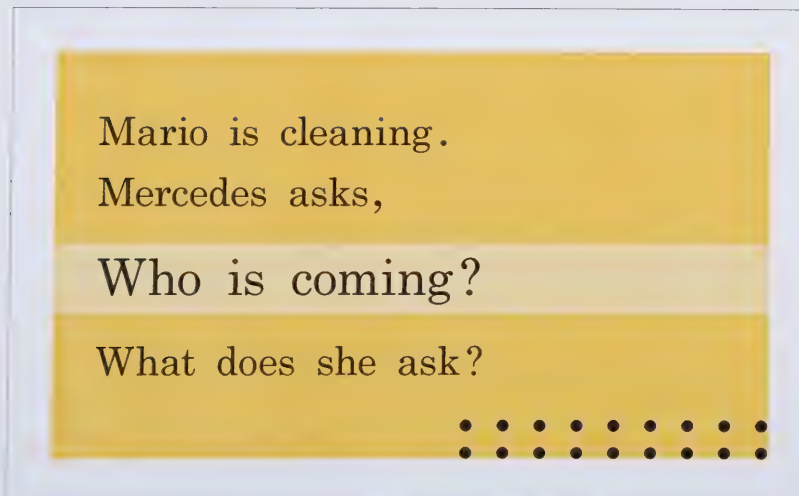 Mario is cleaning.
Mercedes asks,
Who is coming?
What does she ask?